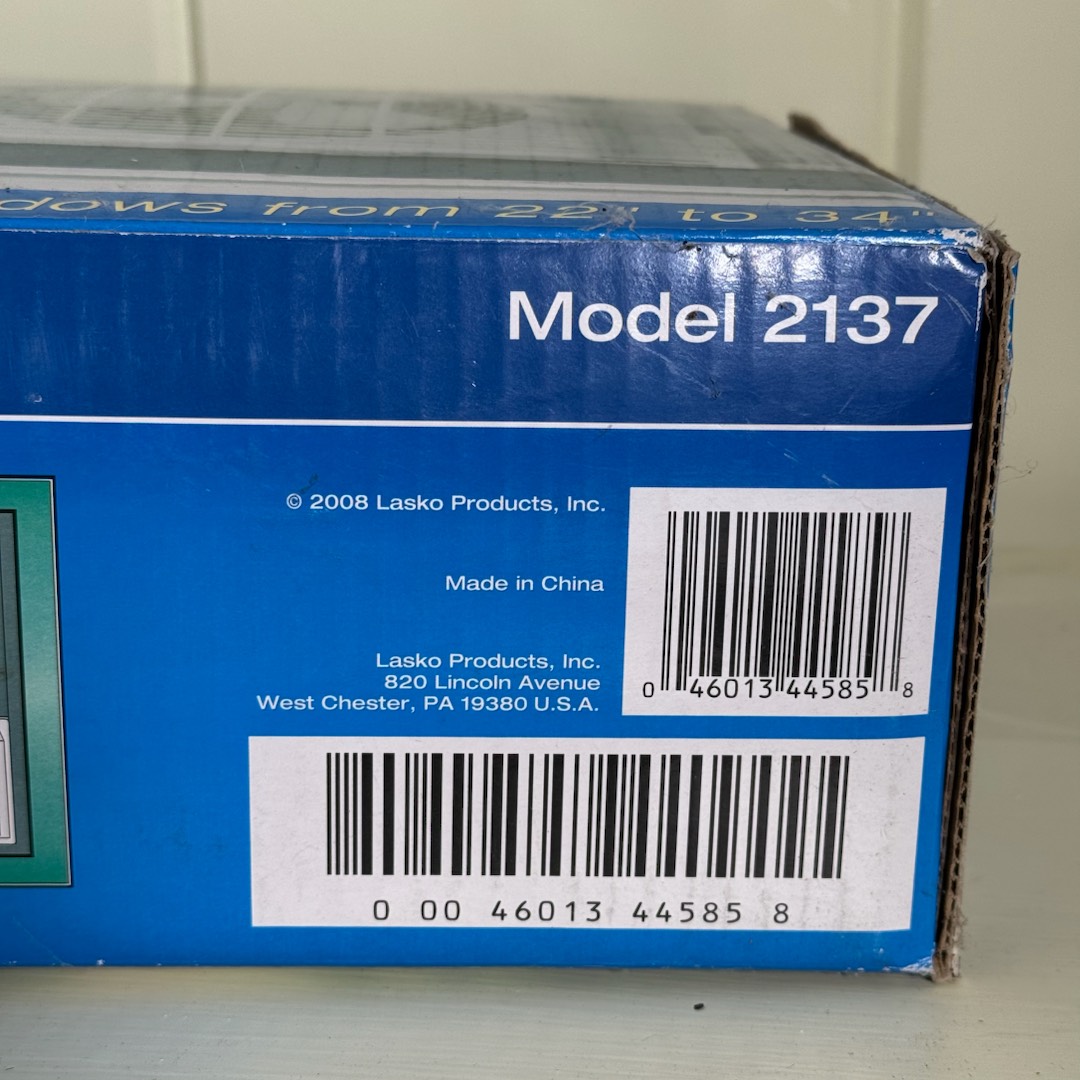 dows from 22" to 34"
Model 2137
© 2008 Lasko Products, Inc.
Made in China
Lasko Products, Inc.
820 Lincoln Avenue
West Chester, PA 19380 U.S.A.
0 46013 44585 8
0 00 46013 44585 8